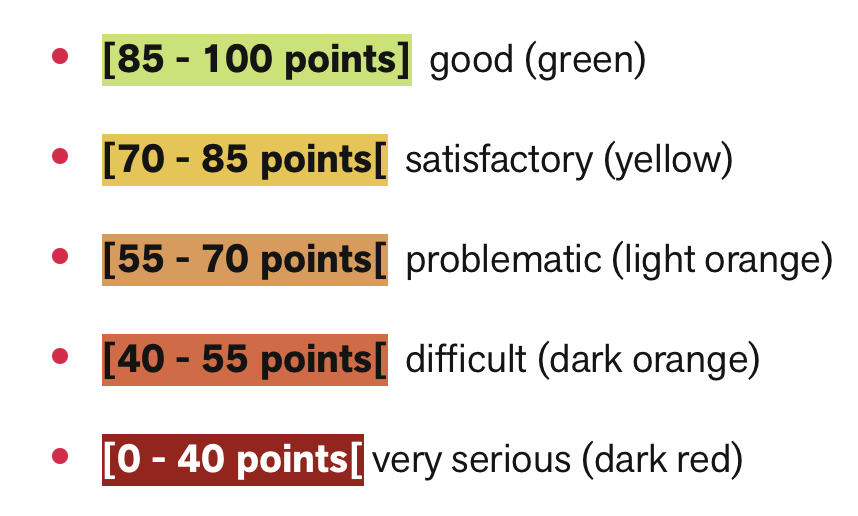 [85 - 100 points] good (green)
[70 - 85 points[ satisfactory (yellow)
[55 - 70 points[ problematic (light orange)
[40 - 55 points[ difficult (dark orange)
[0 - 40 points[ very serious (dark red)